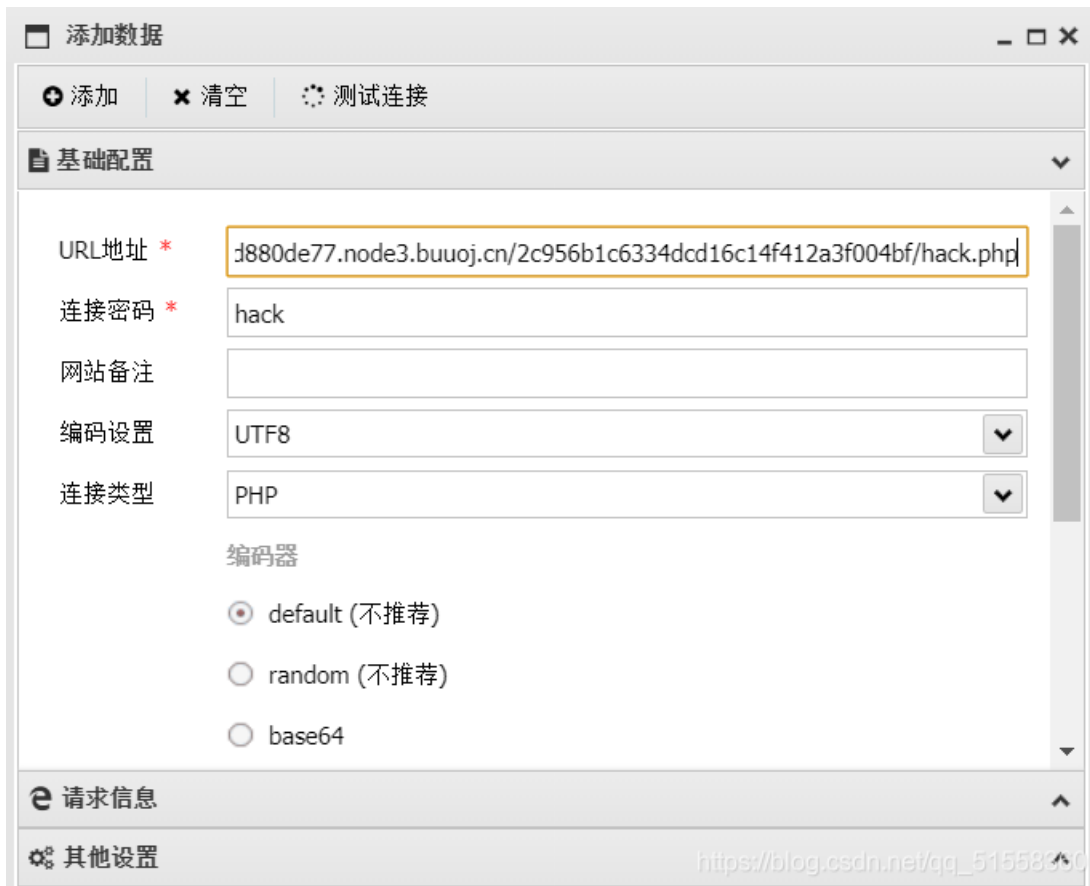 添加数据
添加 清空 测试连接
基础配置
URL地址 * d880de77.node3.buuoj.cn/2c956b1c6334dcd16c14f412a3f004bf/hack.php
连接密码 * hack
网站备注
编码设置 UTF8
连接类型 PHP
编码器
default (不推荐)
random (不推荐)
base64
请求信息
其他设置
https://blog.csdn.net/qq_51558360